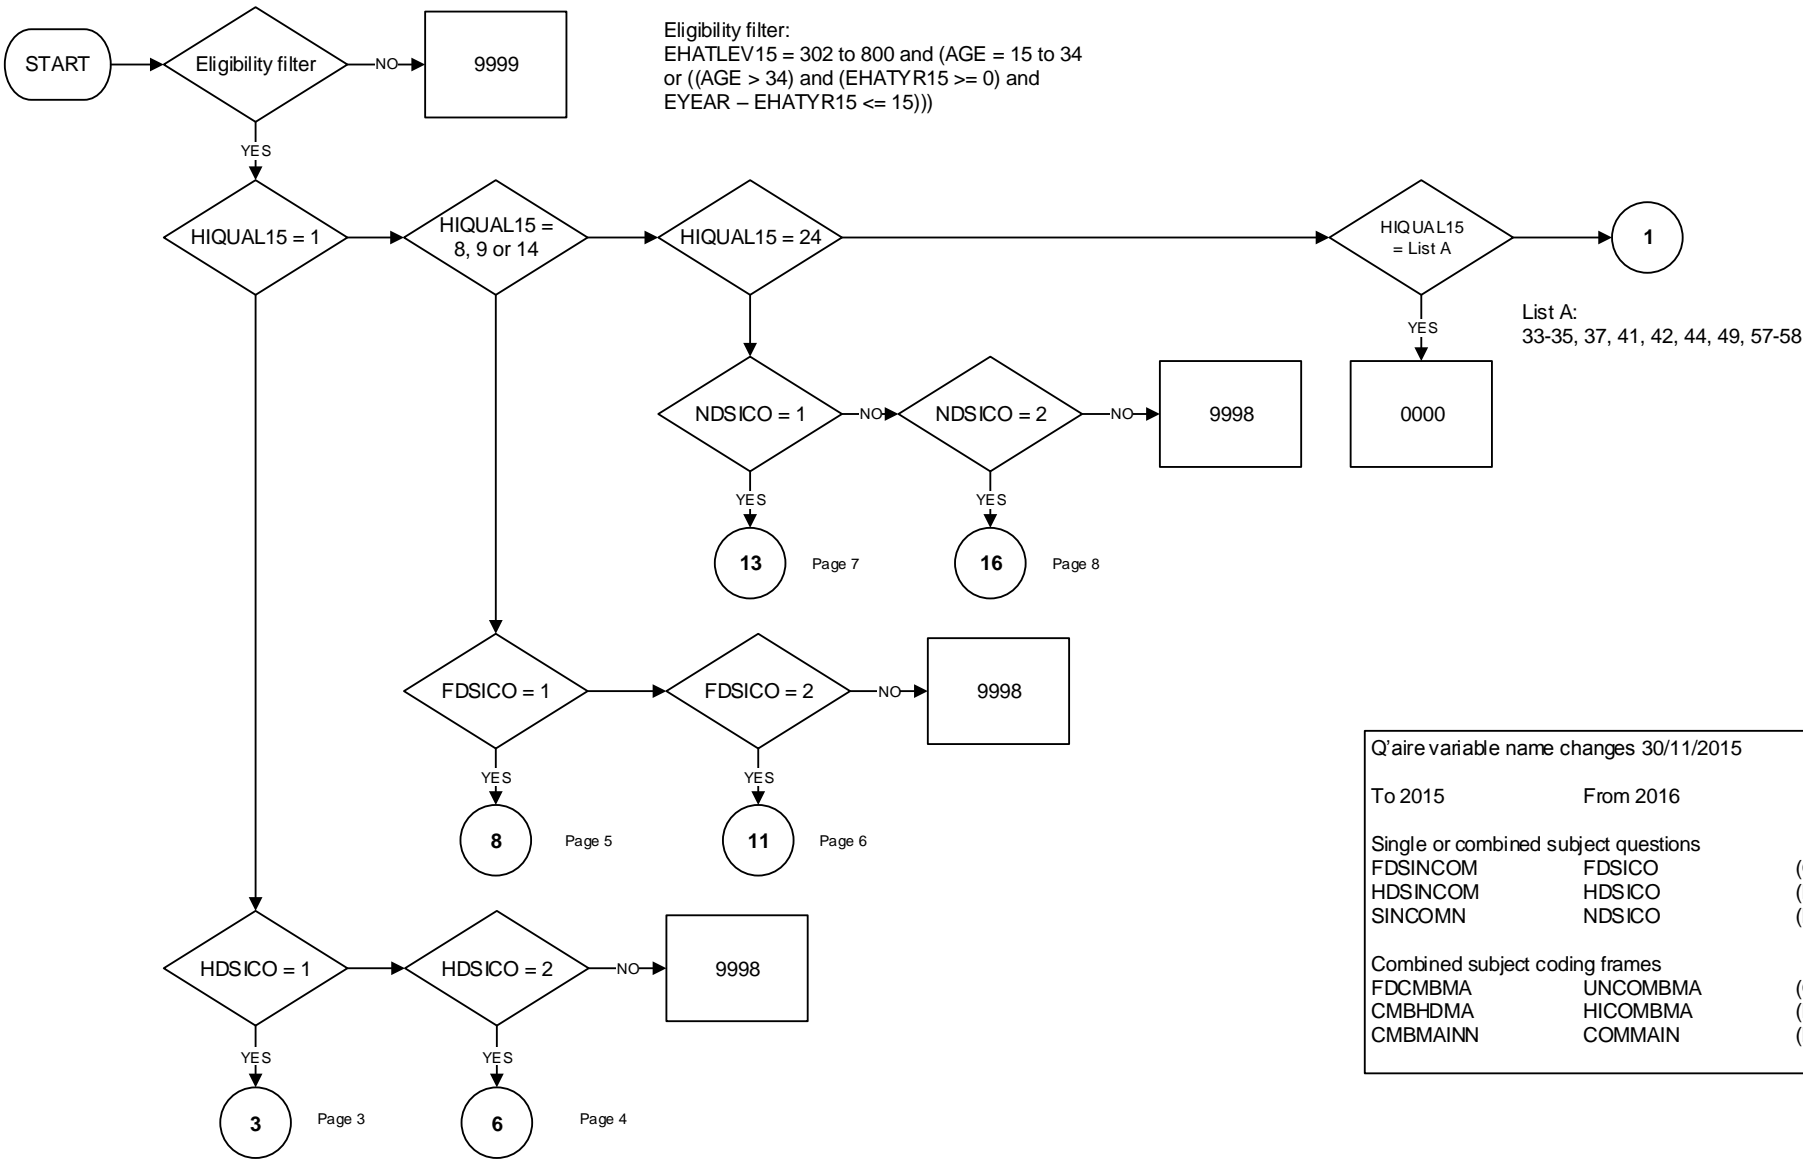 START
Eligibility filter
NO
9999
Eligibility filter:
EHATLEV15 = 302 to 800 and (AGE = 15 to 34
or ((AGE > 34) and (EHATYR15 >= 0) and
EYEAR – EHATYR15 <= 15)))
YES
HIQUAL15 = 1
HIQUAL15 =
8, 9 or 14
HIQUAL15 = 24
HIQUAL15
= List A
1
List A:
33-35, 37, 41, 42, 44, 49, 57-58
YES
NDSICO = 1
NO
NDSICO = 2
NO
9998
0000
YES
YES
13
Page 7
16
Page 8
FDSICO = 1
FDSICO = 2
NO
9998
YES
YES
8
Page 5
11
Page 6
Q'aire variable name changes 30/11/2015
To 2015 From 2016
Single or combined subject questions
FDSINCOM FDSICO (
HDSINCOM HDSICO (
SINCOMN NDSICO (
Combined subject coding frames
FDCMBMA UNCOMBMA (
CMBHDMA HICOMBMA (
CMBMAINN COMMAIN (
HDSICO = 1
HDSICO = 2
NO
9998
YES
YES
3
Page 3
6
Page 4